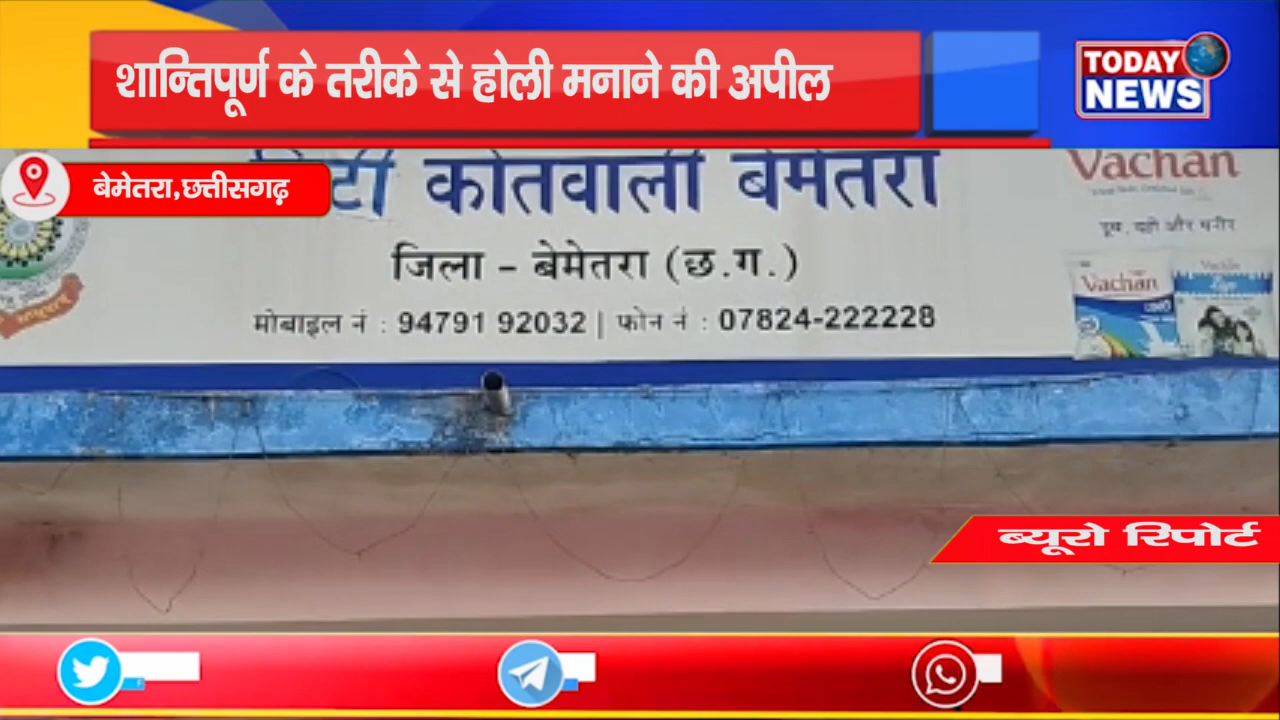 शान्तिपूर्ण के तरीके से होली मनाने की अपील
TODAY
NEWS
बेमेतरा,छत्तीसगढ़
टी कोतवाली बेमेतरा
जिला - बेमेतरा (छ.ग.)
मोबाइल नं : 94791 92032 | फोन नं : 07824-222228
Vachan
दूध, दही और पनीर
Vachan
Vachan
ब्यूरो रिपोर्ट